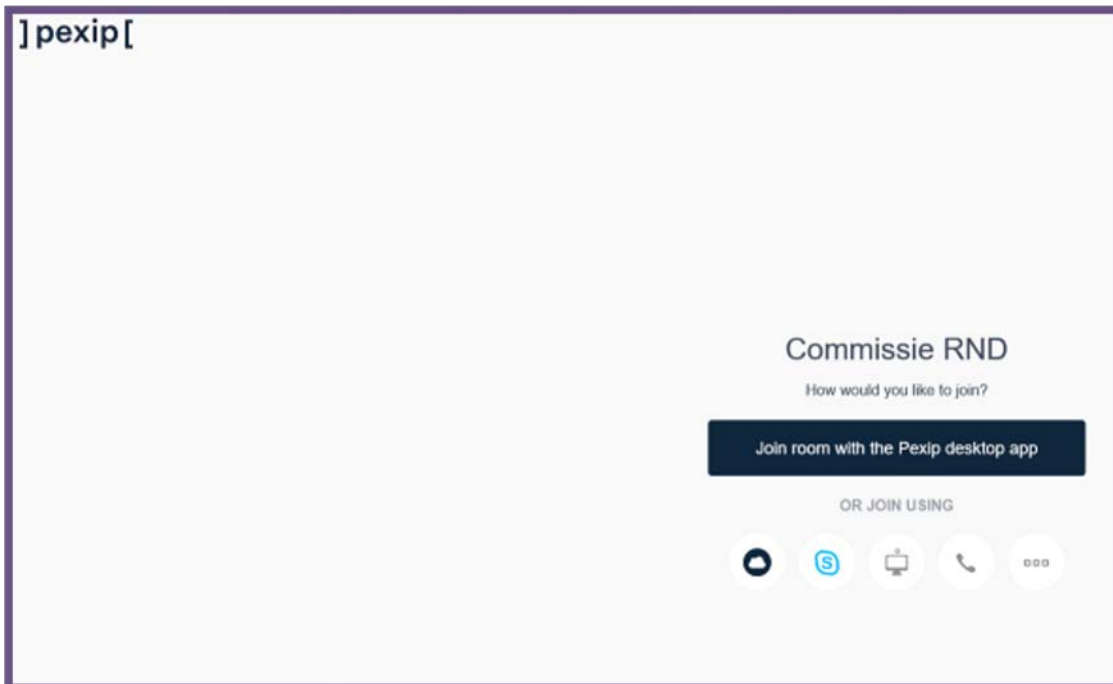 ]pexip[
Commissie RND
How would you like to join?
Join room with the Pexip desktop app
OR JOIN USING